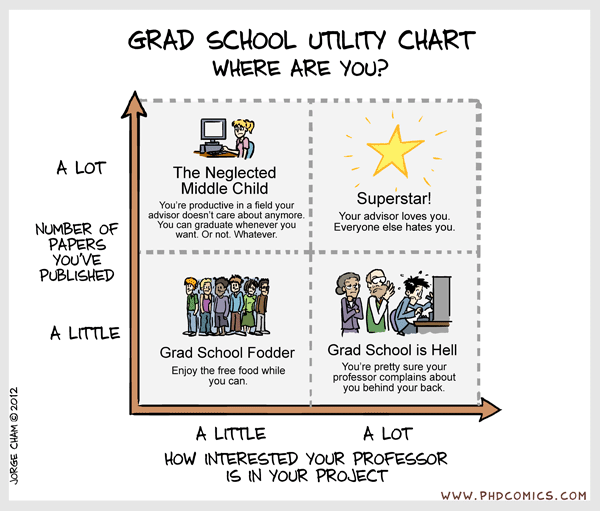 GRAD SCHOOL UTILITY CHART
WHERE ARE YOU?
A LOT
NUMBER OF
PAPERS
YOU'VE
PUBLISHED
A LITTLE
The Neglected
Middle Child
You're productive in a field your
advisor doesn't care about anymore.
You can graduate whenever you
want. Or not. Whatever.
Superstar!
Your advisor loves you.
Everyone else hates you.
Grad School Fodder
Enjoy the free food while
you can.
Grad School is Hell
You're pretty sure your
professor complains about
you behind your back.
A LITTLE
A LOT
HOW INTERESTED YOUR PROFESSOR
IS IN YOUR PROJECT
JORGE CHAM © 2012
WWW.PHDCOMICS.COM